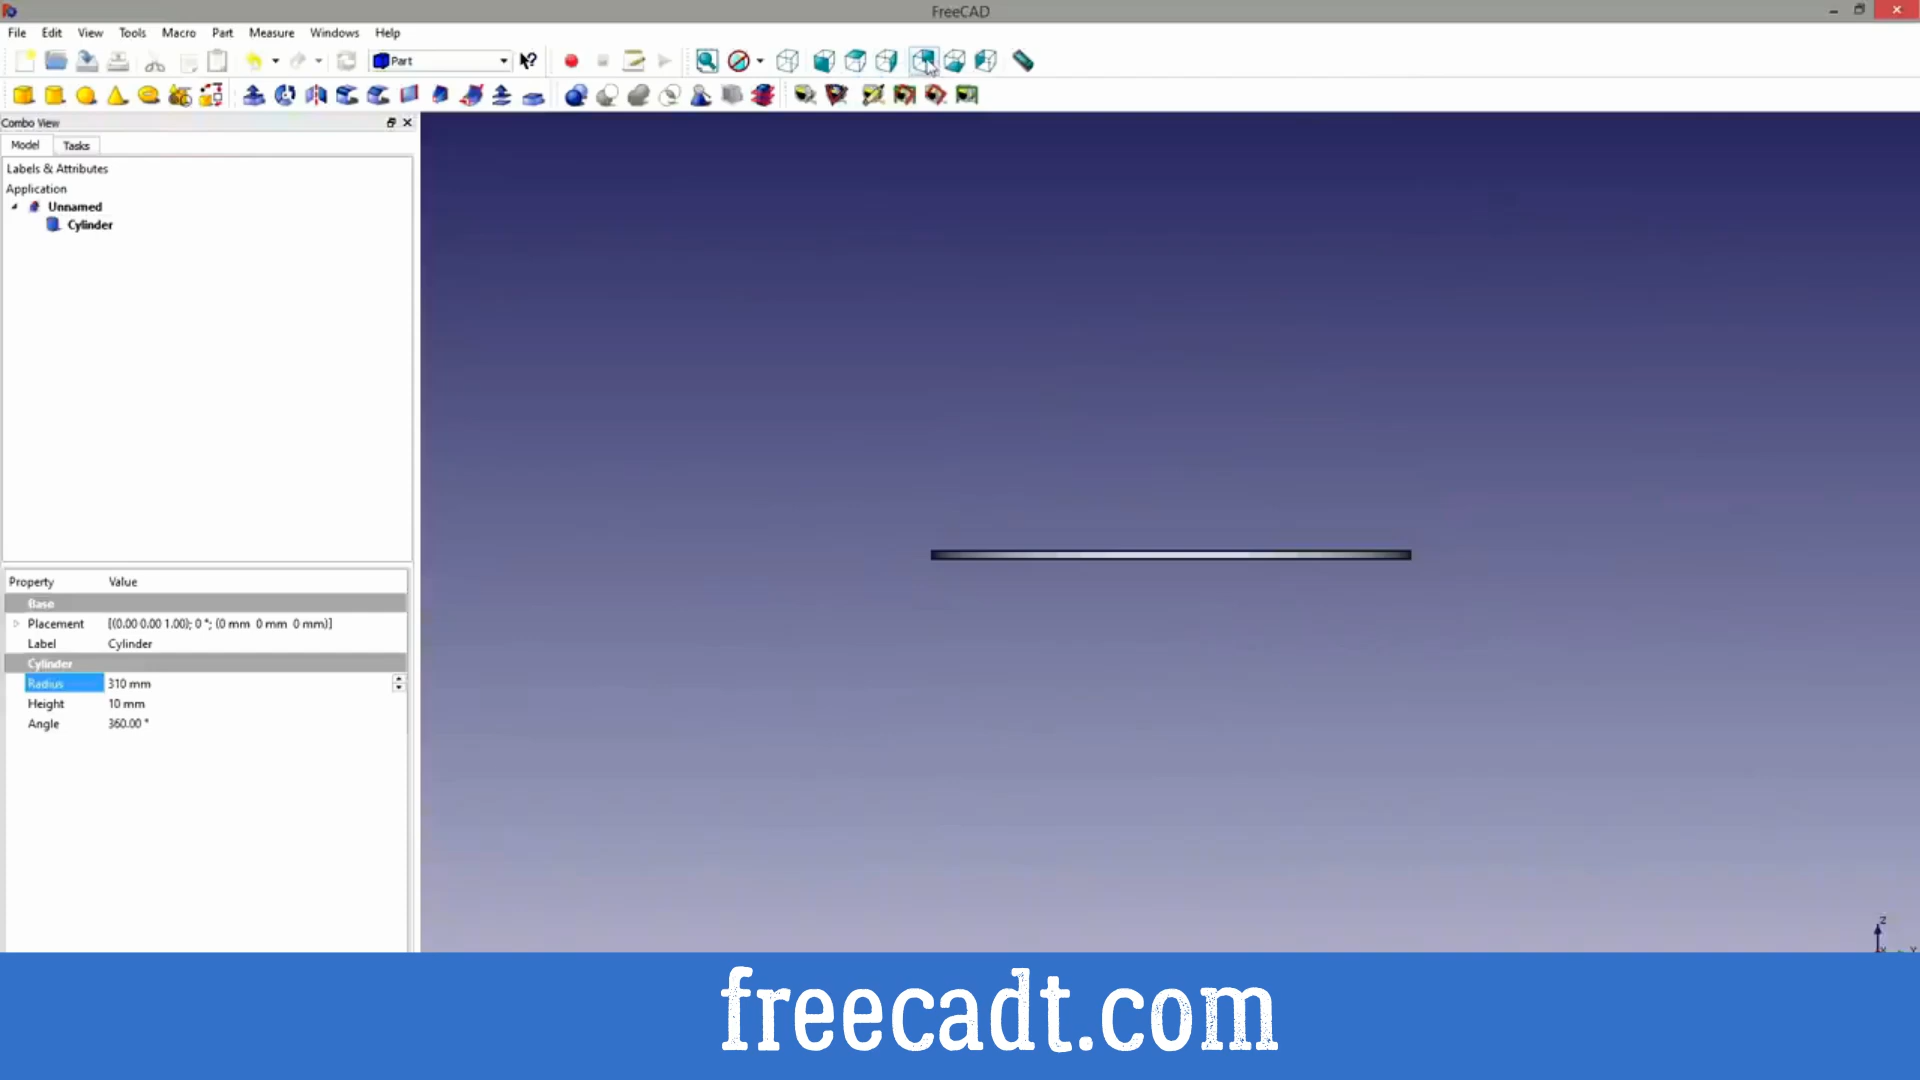 FreeCAD
File Edit View Tools Macro Part Measure Windows Help
Part
Combo View
Model Tasks
Labels & Attributes
Application
Unnamed
Cylinder
Property Value
Base
Placement [(0.00 0.00 1.00); 0 °; (0 mm 0 mm 0 mm)]
Label Cylinder
Cylinder
Radius 310 mm
Height 10 mm
Angle 360.00 °
Z
freecadt.com